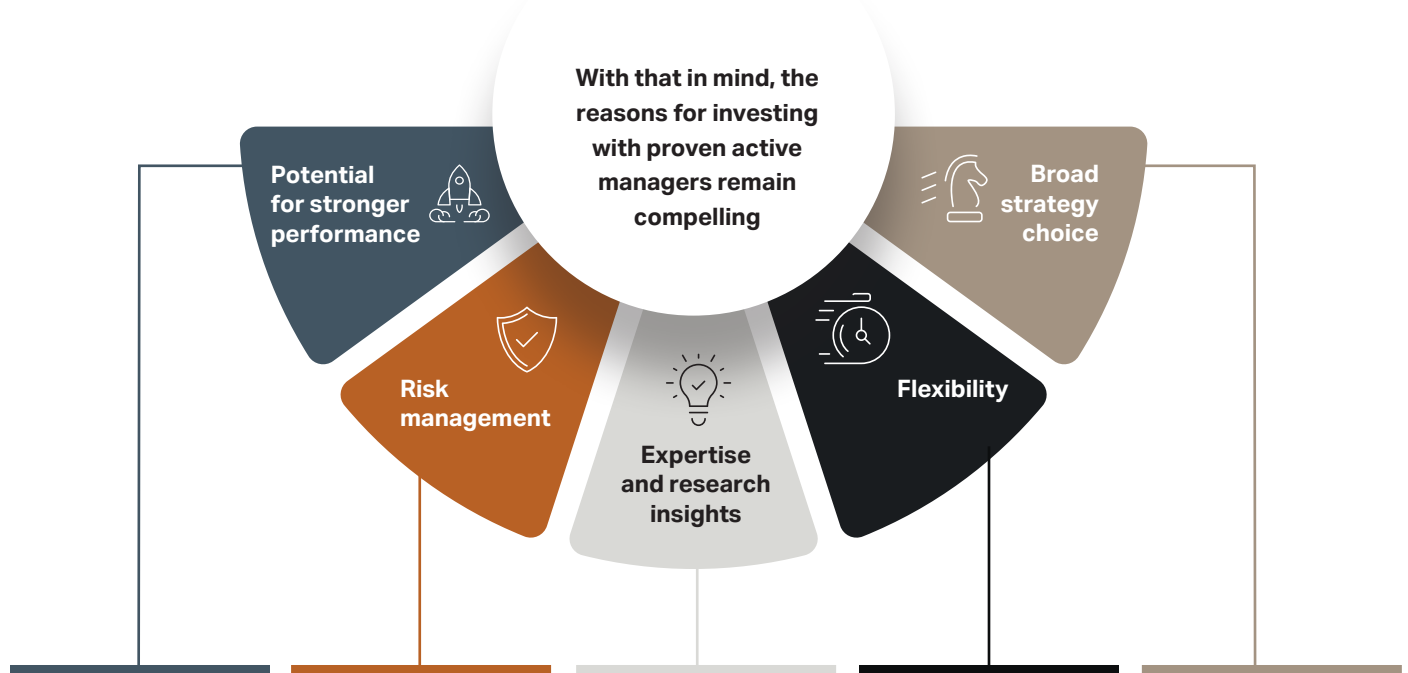 With that in mind, the
reasons for investing
with proven active
managers remain
compelling
Potential
for stronger
performance
Risk
management
Expertise
and research
insights
Flexibility
Broad
strategy
choice